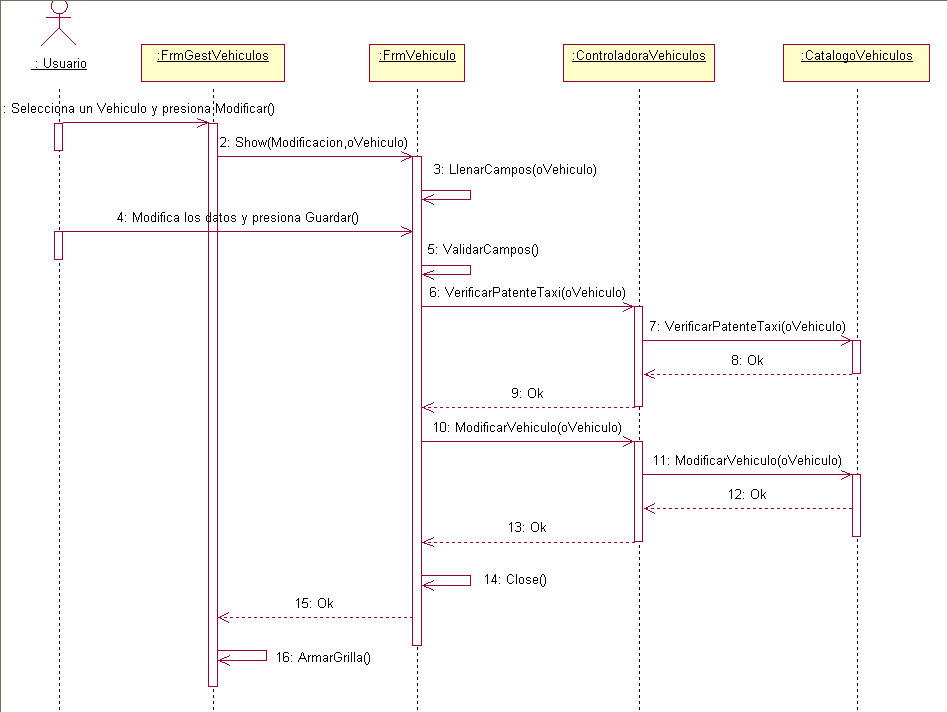 : Usuario
:FrmGestVehiculos
:FrmVehiculo
:ControladoraVehiculos
:CatalogoVehiculos
: Selecciona un Vehiculo y presiona Modificar()
2: Show(Modificacion,oVehiculo)
3: LlenarCampos(oVehiculo)
4: Modifica los datos y presiona Guardar()
5: ValidarCampos()
6: VerificarPatenteTaxi(oVehiculo)
7: VerificarPatenteTaxi(oVehiculo)
8: Ok
9: Ok
10: ModificarVehiculo(oVehiculo)
11: ModificarVehiculo(oVehiculo)
12: Ok
13: Ok
14: Close()
15: Ok
16: ArmarGrilla()